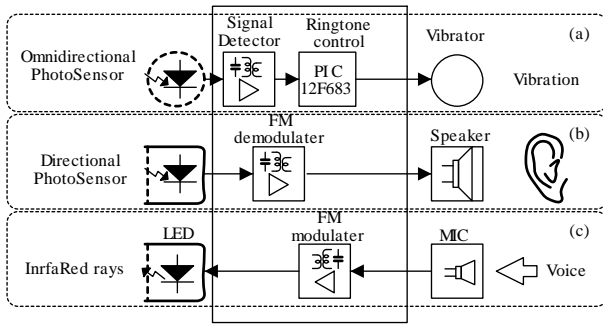 Signal
Detector
Ringtone
control
Vibrator
(a)
Omnidirectional
PhotoSensor
PIC
12F683
Vibration
FM
demodulater
Speaker
(b)
Directional
PhotoSensor
LED
FM
modulater
MIC
(c)
InrfaRed rays
Voice